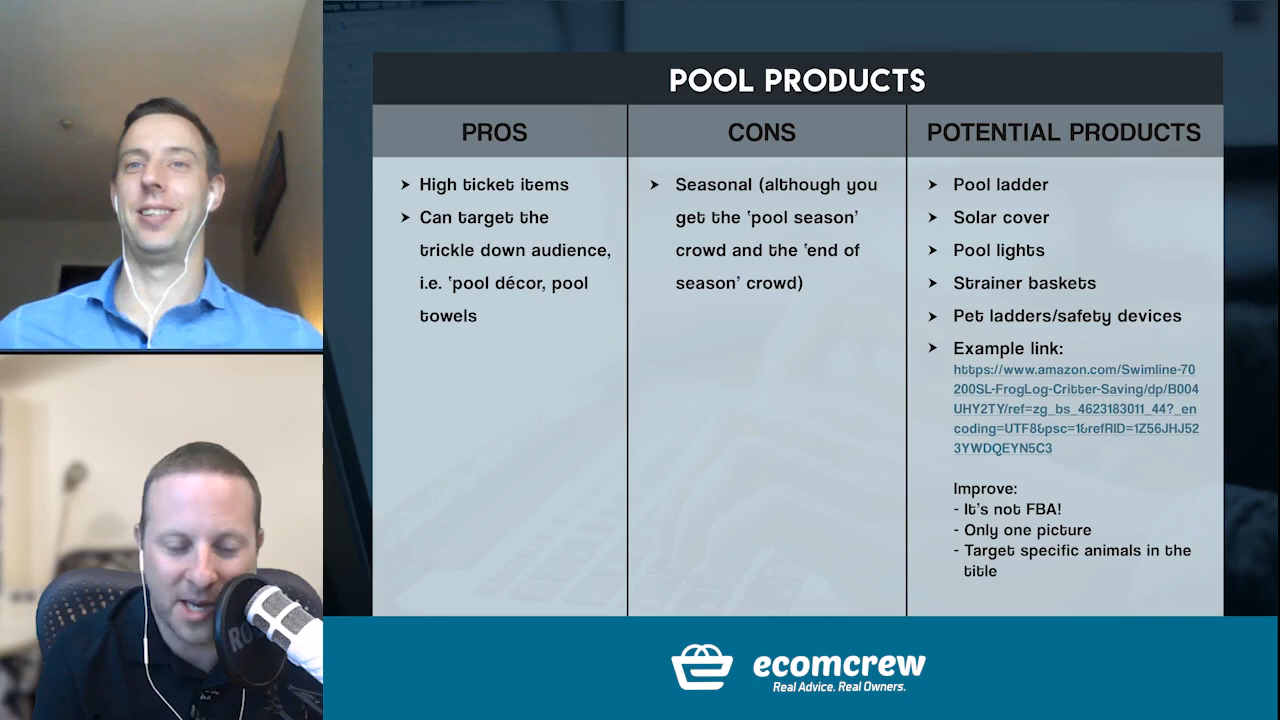 POOL PRODUCTS
PROS
High ticket items
Can target the
trickle down audience,
i.e. ‘pool décor, pool
towels
CONS
Seasonal (although you
get the ‘pool season’
crowd and the ‘end of
season’ crowd)
POTENTIAL PRODUCTS
Pool ladder
Solar cover
Pool lights
Strainer baskets
Pet ladders/safety devices
Example link:
https://www.amazon.com/Swimline-70
200SL-FrogLog-Critter-Saving/dp/B004
UHY2TY/ref=zg_bs_4623183011_44?_en
coding=UTF8&psc=1&refRID=1Z56JHJ52
3YWDQEYN5C3
Improve:
- It’s not FBA!
- Only one picture
- Target specific animals in the
title
ecomcrew
Real Advice. Real Owners.